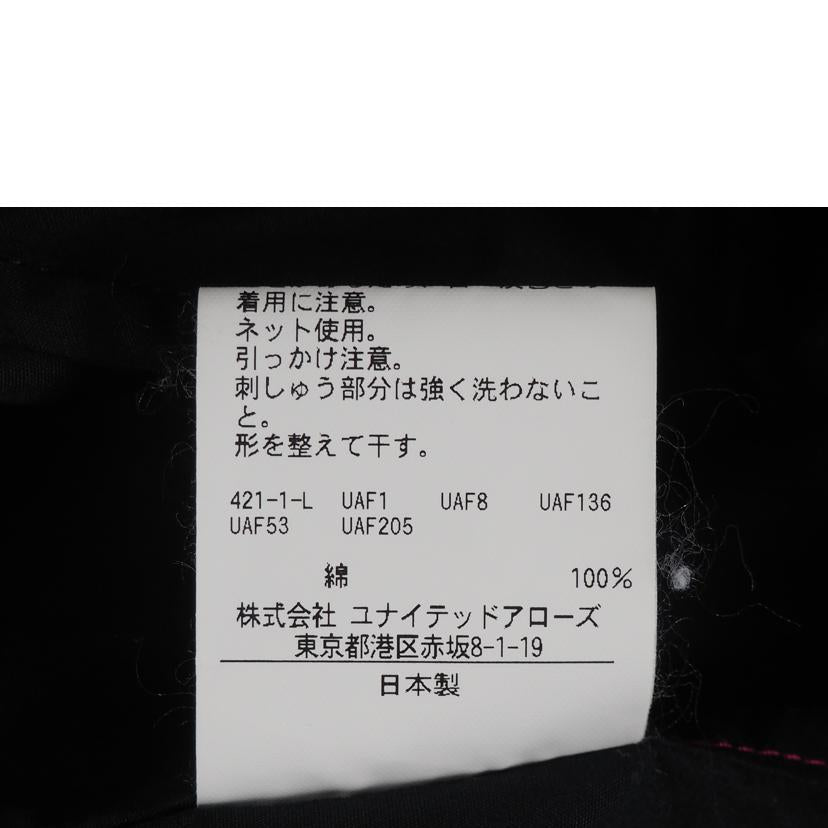 着用に注意。
ネット使用。
引っかけ注意。
刺しゅう部分は強く洗わないこ
と。
形を整えて干す。
421-1-L UAF1 UAF8 UAF136
UAF53 UAF205
綿 100%
株式会社 ユナイテッドアローズ
東京都港区赤坂8-1-19
日本製